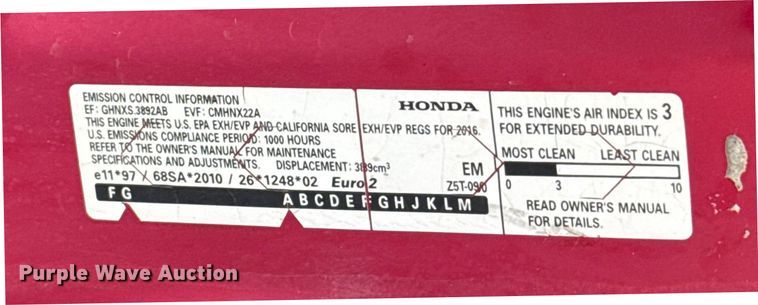 EMISSION CONTROL INFORMATION
EF: GHNXS.3892AB EVF: CMHNX22A
THIS ENGINE MEETS U.S. EPA EXH/EVP AND CALIFORNIA SORE EXH/EVP REGS FOR 2016.
U.S. EMISSIONS COMPLIANCE PERIOD: 1000 HOURS
REFER TO THE OWNER'S MANUAL FOR MAINTENANCE
SPECIFICATIONS AND ADJUSTMENTS. DISPLACEMENT: 389cm³
e11*97 / 68SA*2010 / 26*1248*02 Euro 2
F G A B C D E F G H J K L M
HONDA
EM
Z5T-09/0
THIS ENGINE'S AIR INDEX IS 3
FOR EXTENDED DURABILITY.
MOST CLEAN LEAST CLEAN
0 3 10
READ OWNER'S MANUAL
FOR DETAILS.
Purple Wave Auction